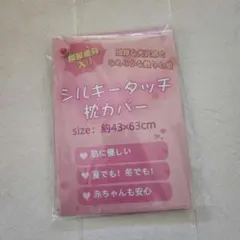 シルキータッチ
枕カバー
size: 約43×63cm
肌に優しい
夏でも!冬でも!
赤ちゃんも安心